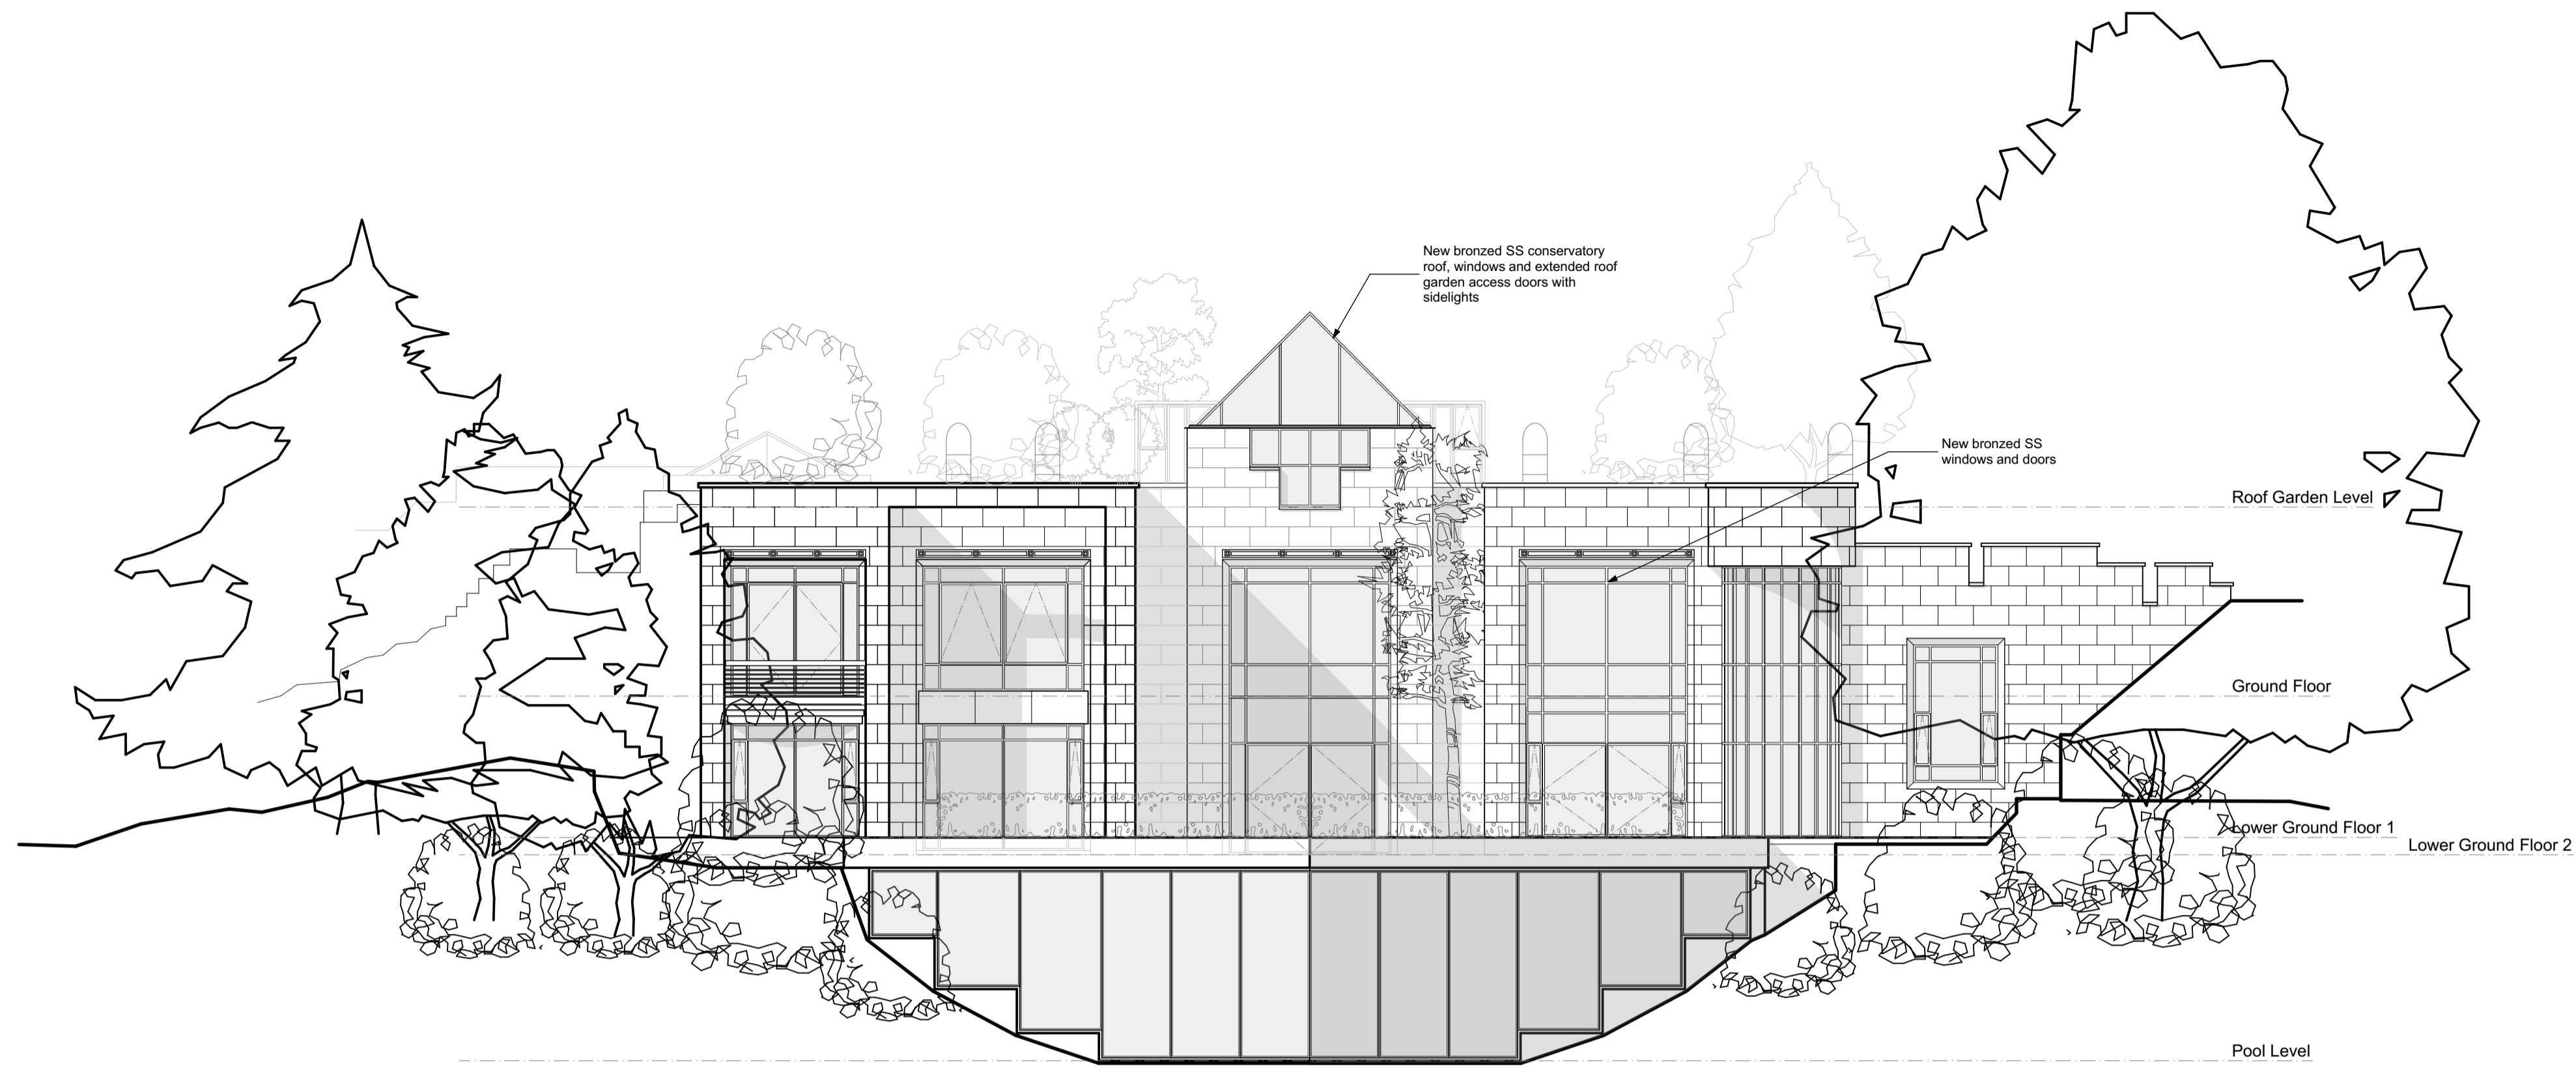 New bronzed SS conservatory
roof, windows and extended roof
garden access doors with
sidelights
New bronzed SS
windows and doors
Roof Garden Level
Ground Floor
Lower Ground Floor 1
Lower Ground Floor 2
Pool Level